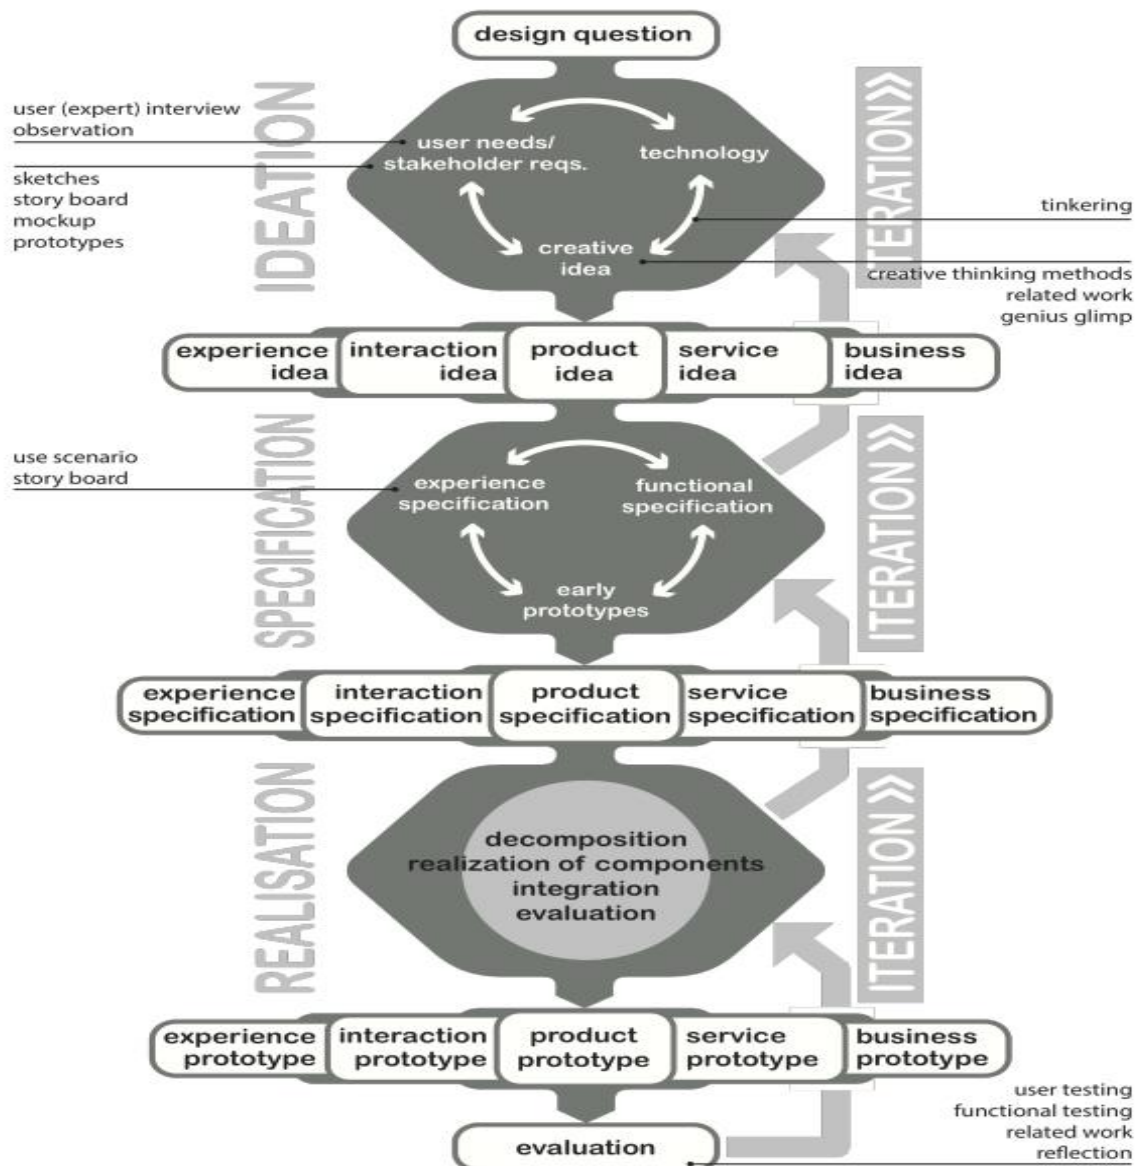 design question
IDEATION
ITERATION >>
user (expert) interview
observation
user needs/
stakeholder reqs.
technology
sketches
story board
mockup
prototypes
tinkering
creative
idea
creative thinking methods
related work
genius glimp
experience
idea
interaction
idea
product
idea
service
idea
business
idea
SPECIFICATION
ITERATION >>
use scenario
story board
experience
specification
functional
specification
early
prototypes
experience
specification
interaction
specification
product
specification
service
specification
business
specification
REALISATION
ITERATION >>
decomposition
realization of components
integration
evaluation
experience
prototype
interaction
prototype
product
prototype
service
prototype
business
prototype
user testing
functional testing
related work
reflection
evaluation